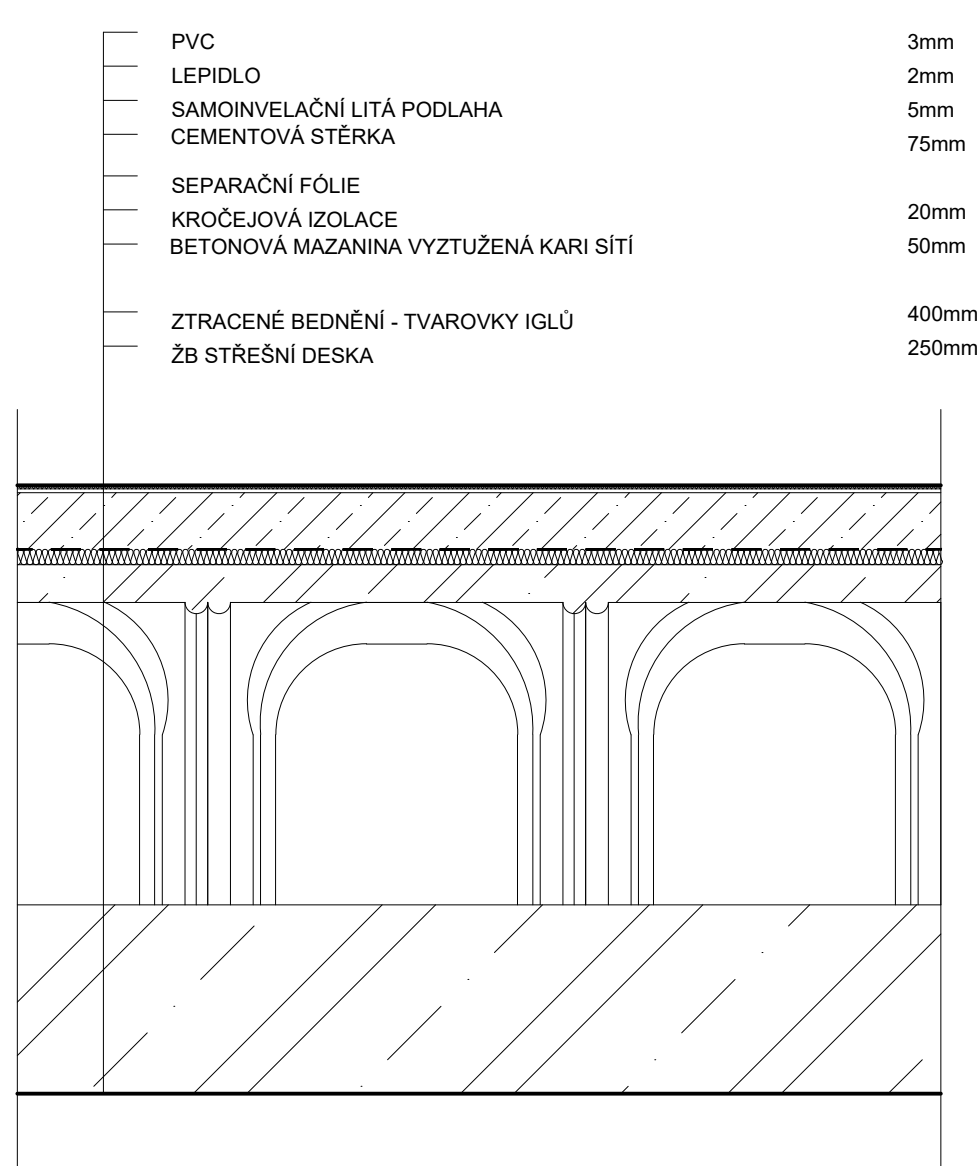 PVC 3mm
LEPIDLO 2mm
SAMOINVELAČNÍ LITÁ PODLAHA 5mm
CEMENTOVÁ STĚRKA 75mm
SEPARAČNÍ FÓLIE
KROČEJOVÁ IZOLACE 20mm
BETONOVÁ MAZANINA VYZTUŽENÁ KARI SÍTÍ 50mm
ZTRACENÉ BEDNĚNÍ - TVAROVKY IGLŮ 400mm
ŽB STŘEŠNÍ DESKA 250mm